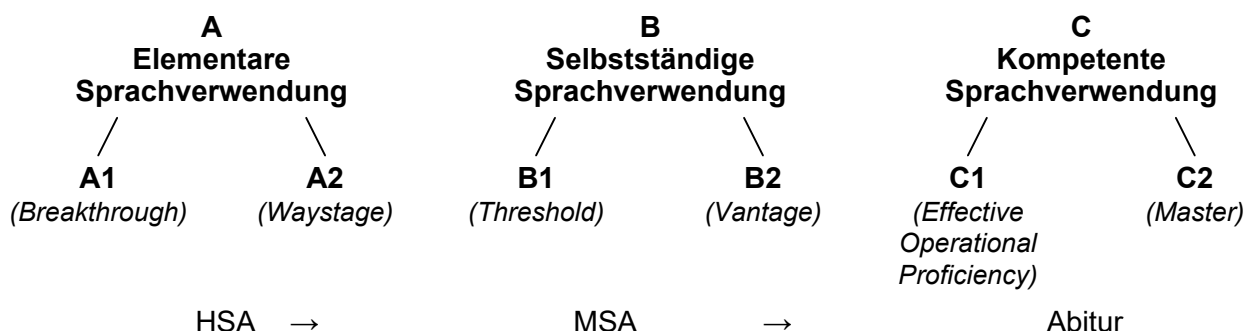 A
Elementare
Sprachverwendung
B
Selbstständige
Sprachverwendung
C
Kompetente
Sprachverwendung
A1
(Breakthrough)
A2
(Waystage)
B1
(Threshold)
B2
(Vantage)
C1
(Effective
Operational
Proficiency)
C2
(Master)
HSA → MSA → Abitur